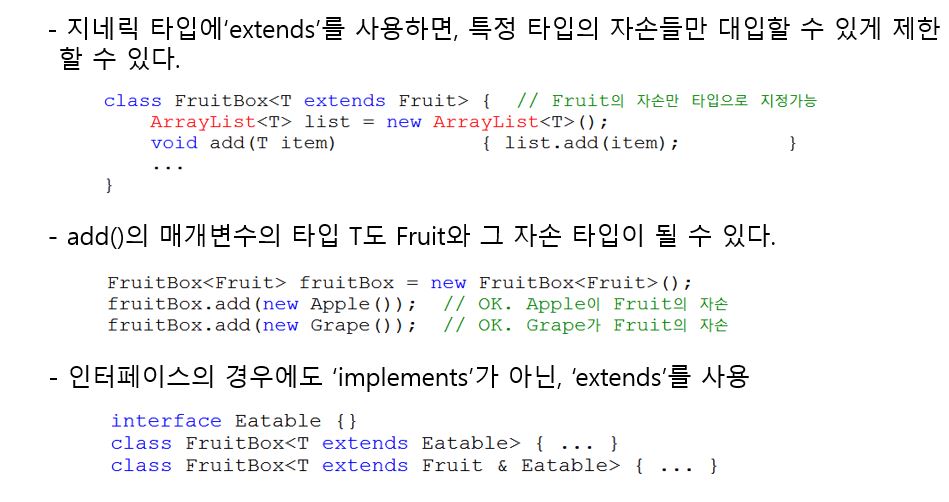 - 지네릭 타입에‘extends’를 사용하면, 특정 타입의 자손들만 대입할 수 있게 제한
할 수 있다.
class FruitBox<T extends Fruit> { // Fruit의 자손만 타입으로 지정가능
ArrayList<T> list = new ArrayList<T>();
void add(T item) { list.add(item); }
...
}
- add()의 매개변수의 타입 T도 Fruit와 그 자손 타입이 될 수 있다.
FruitBox<Fruit> fruitBox = new FruitBox<Fruit>();
fruitBox.add(new Apple()); // OK. Apple이 Fruit의 자손
fruitBox.add(new Grape()); // OK. Grape가 Fruit의 자손
- 인터페이스의 경우에도 ‘implements’가 아닌, ‘extends’를 사용
interface Eatable {}
class FruitBox<T extends Eatable> { ... }
class FruitBox<T extends Fruit & Eatable> { ... }